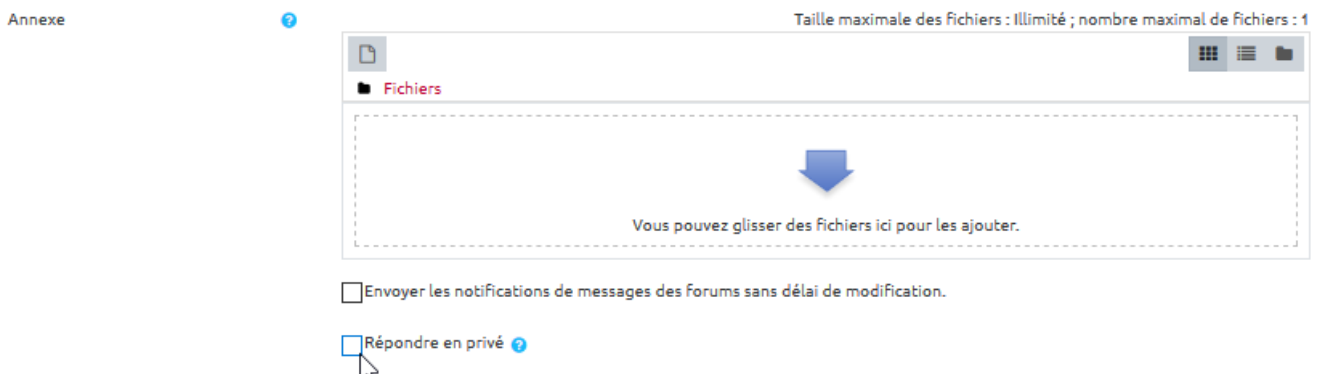 Annexe
Taille maximale des fichiers : Illimité ; nombre maximal de fichiers : 1
Fichiers
Vous pouvez glisser des fichiers ici pour les ajouter.
Envoyer les notifications de messages des forums sans délai de modification.
Répondre en privé